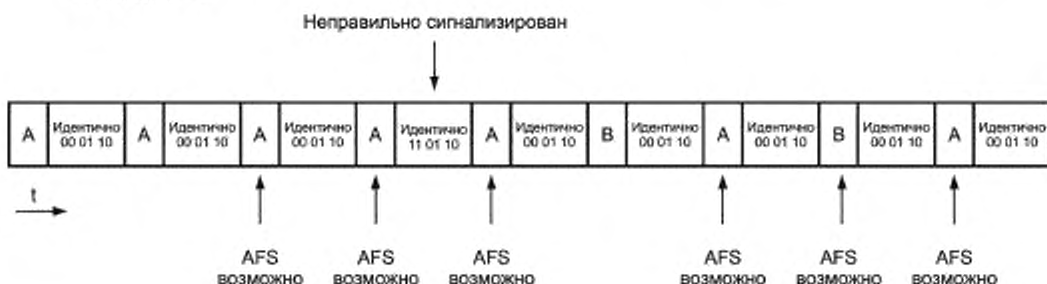 Неправильно сигнализирован
A Идентично A Идентично A Идентично A Идентично A Идентично B Идентично A Идентично B Идентично A Идентично
00 01 10 00 01 10 00 01 10 11 01 10 00 01 10 00 01 10 00 01 10 00 01 10 00 01 10
t
AFS AFS AFS AFS AFS AFS
возможно возможно возможно возможно возможно возможно